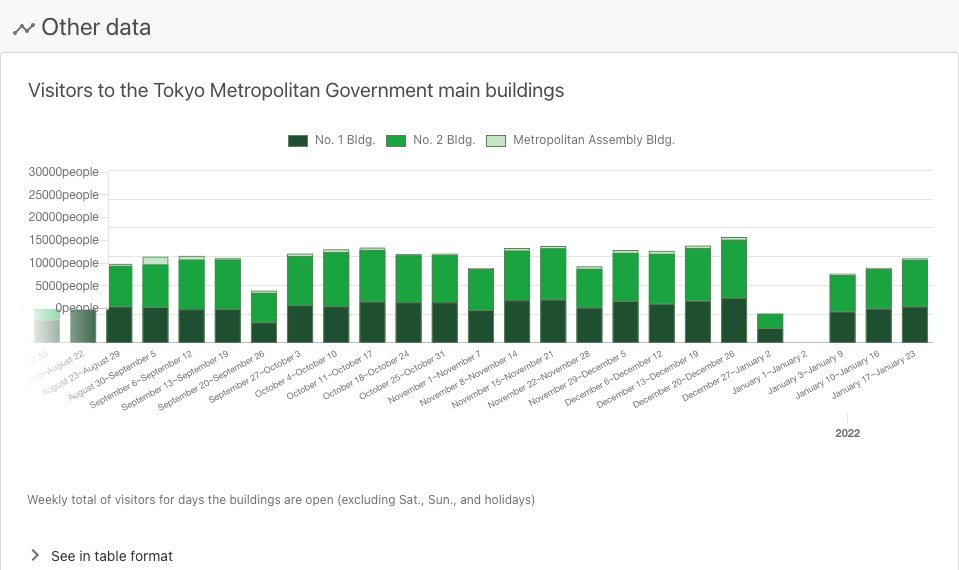 Other data
Visitors to the Tokyo Metropolitan Government main buildings
No. 1 Bldg. No. 2 Bldg. Metropolitan Assembly Bldg.
30000people
25000people
20000people
15000people
10000people
5000people
0people
15
August 22
August 23~August 29
August 30~September 5
September 6~September 12
September 13~September 19
September 20~September 26
September 27~October 3
October 4~October 10
October 11~October 17
October 18~October 24
October 25~October 31
November 1~November 7
November 8~November 14
November 15~November 21
November 22~November 28
November 29~December 5
December 6~December 12
December 13~December 19
December 20~December 26
December 27~January 2
January 1~January 2
January 3~January 9
January 10~January 16
January 17~January 23
2022
Weekly total of visitors for days the buildings are open (excluding Sat., Sun., and holidays)
See in table format